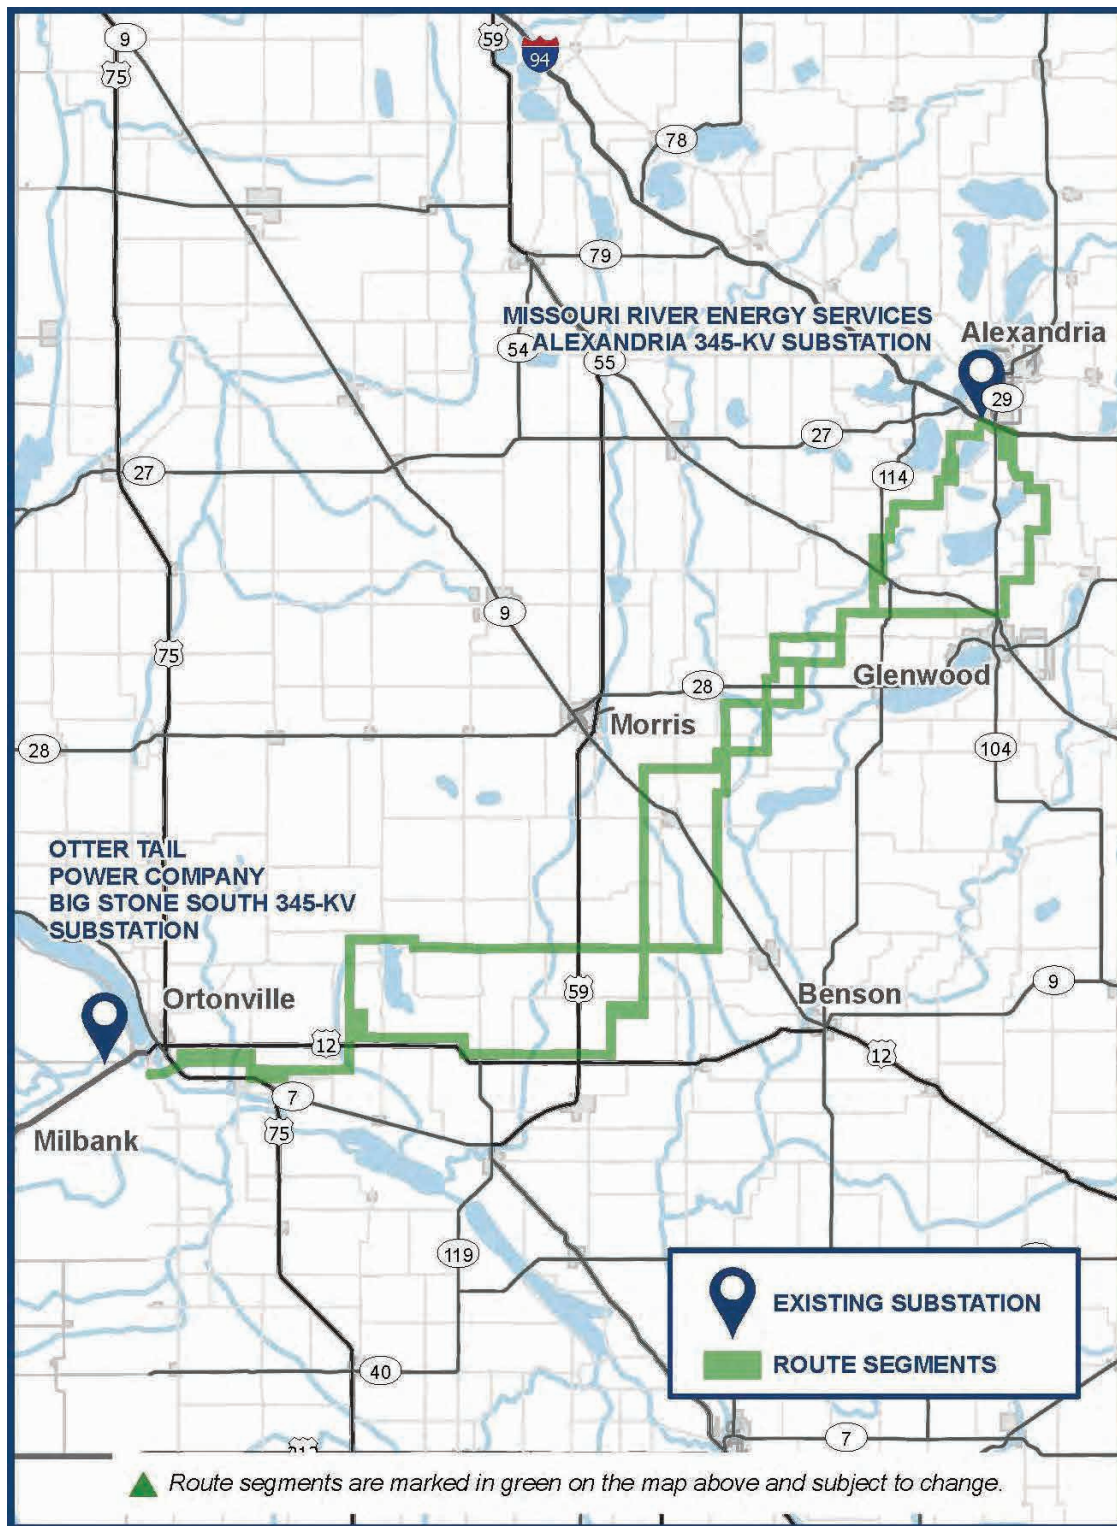 9
59
94
75
78
79
MISSOURI RIVER ENERGY SERVICES
ALEXANDRIA 345-KV SUBSTATION
Alexandria
54
55
29
27
27
114
9
75
Glenwood
28
Morris
28
104
OTTER TAIL
POWER COMPANY
BIG STONE SOUTH 345-KV
SUBSTATION
Ortonville
59
Benson
9
12
12
7
75
Milbank
119
EXISTING SUBSTATION
ROUTE SEGMENTS
40
7
Route segments are marked in green on the map above and subject to change.